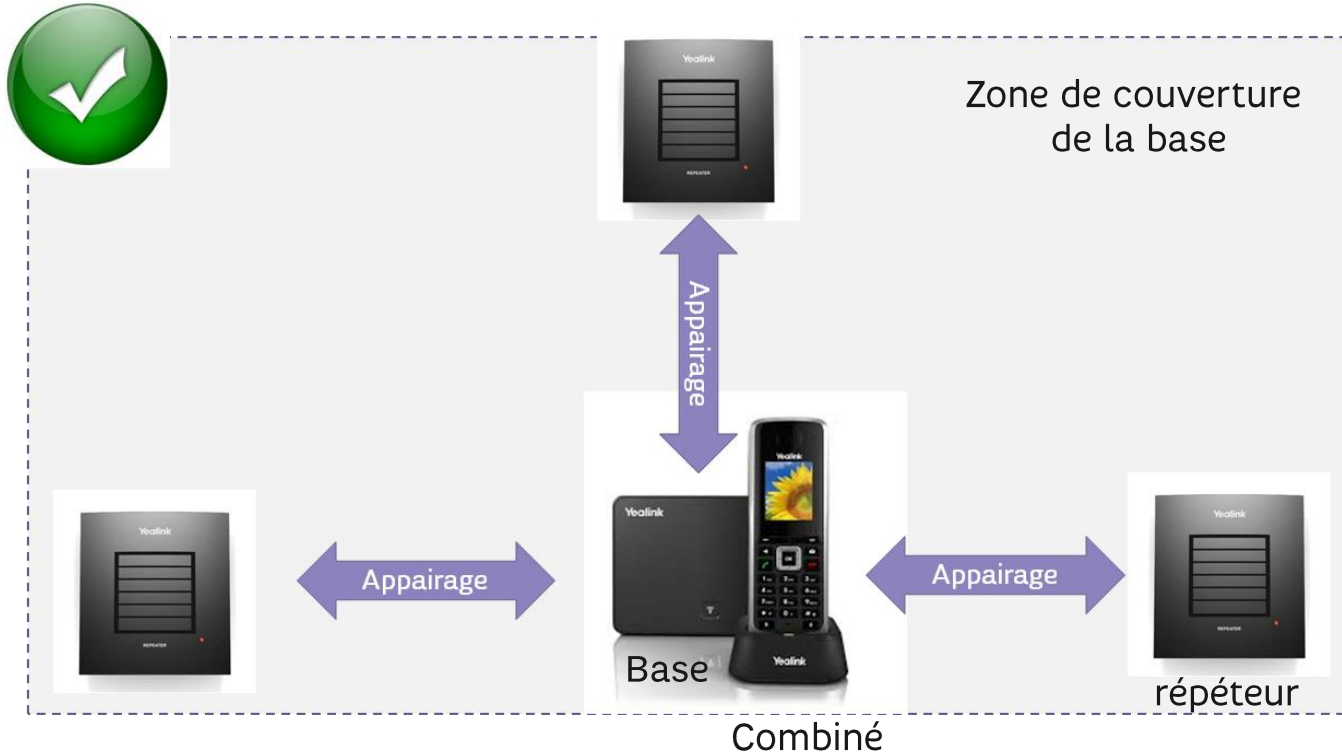 Yealink
REPEATER
Zone de couverture
de la base
Appairage
Yealink
Yealink
REPEATER
Appairage
Yealink
OK
Yealink
Base
Appairage
Yealink
REPEATER
répéteur
Combiné